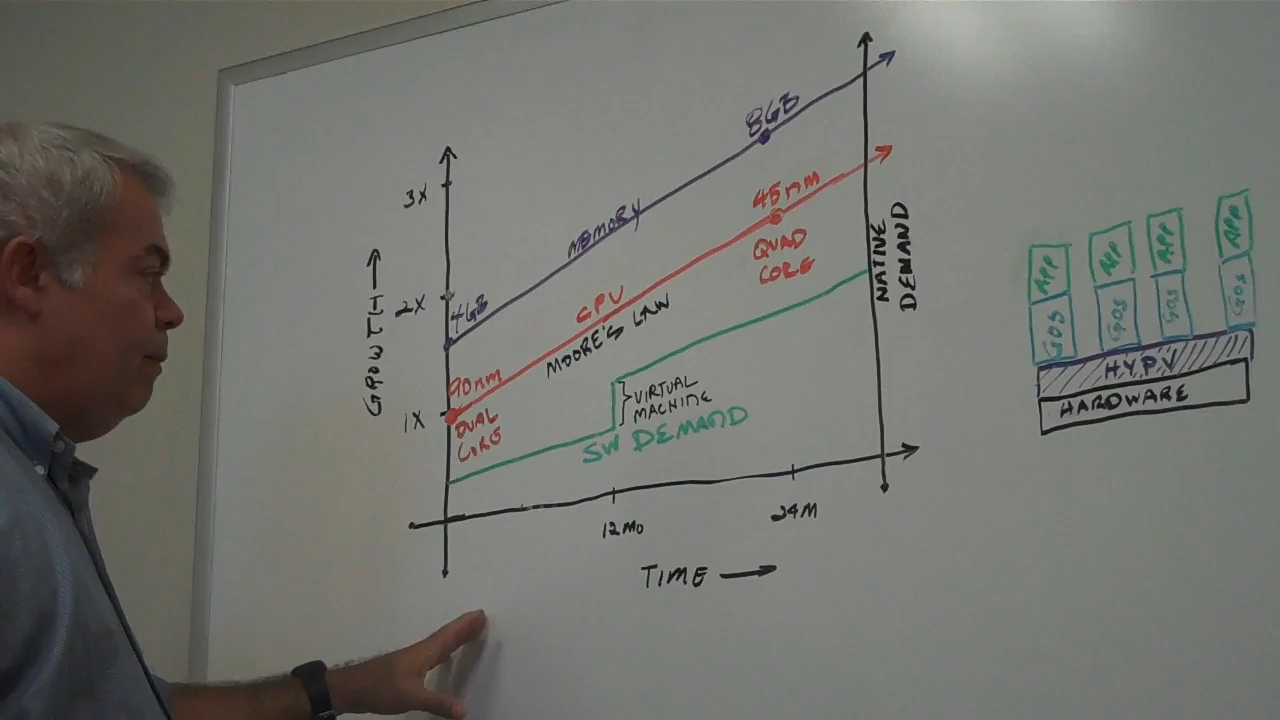 8GB
3X
45nm
MEMORY
QUAD
CORE
GROWTH
2X
4GB
CPU
MOORE'S LAW
90nm
1X
DUAL
CORE
VIRTUAL
MACHINE
SW DEMAND
12MO
24M
TIME
NATIVE
DEMAND
APP
APP
APP
APP
GOS
GOS
GOS
GOS
HYPV
HARDWARE